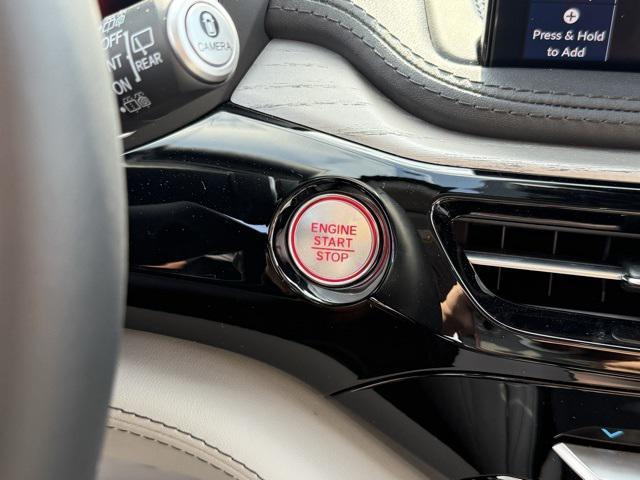 CAMERA
OFF
REAR
ON
Press & Hold
to Add
ENGINE
START
STOP